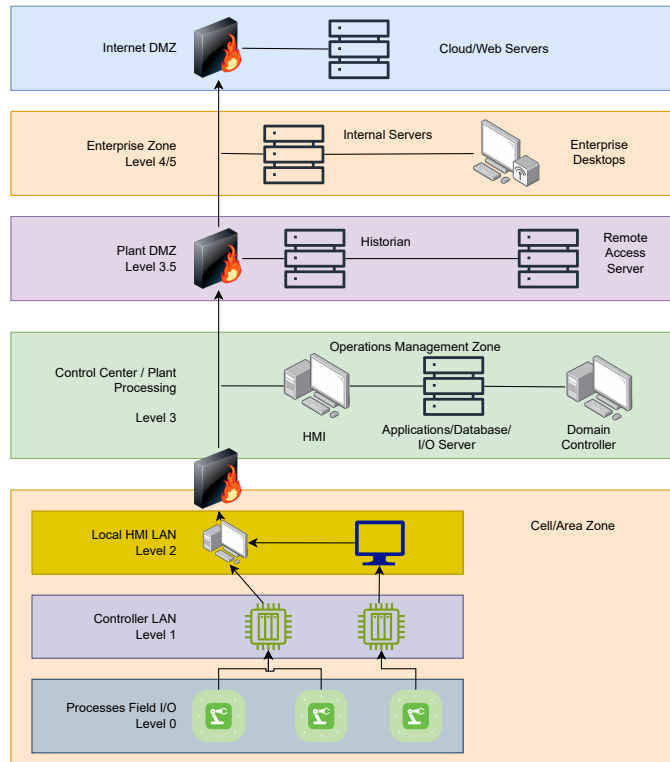 Internet DMZ
Cloud/Web Servers
Enterprise Zone
Level 4/5
Internal Servers
Enterprise
Desktops
Plant DMZ
Level 3.5
Historian
Remote
Access
Server
Operations Management Zone
Control Center / Plant
Processing
Level 3
HMI
Applications/Database/
I/O Server
Domain
Controller
Cell/Area Zone
Local HMI LAN
Level 2
Controller LAN
Level 1
Processes Field I/O
Level 0